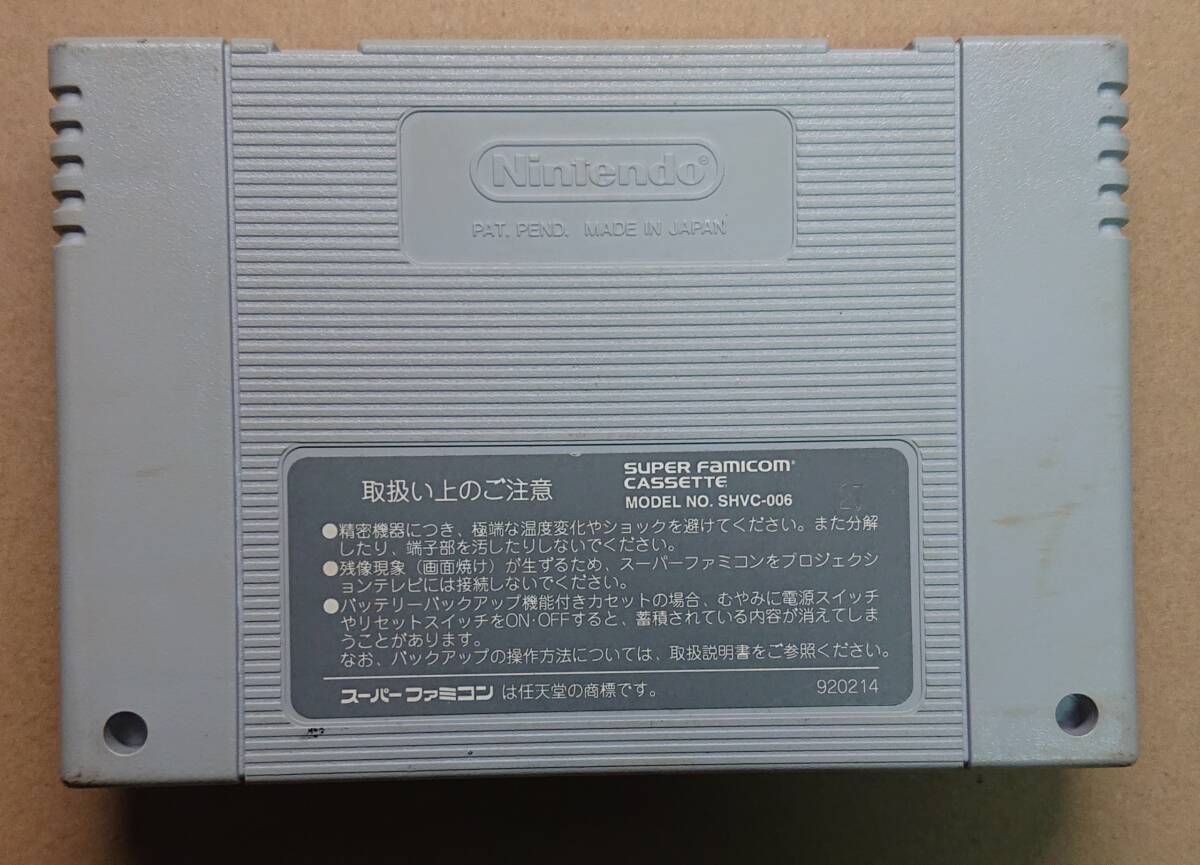 Nintendo®
PAT. PEND. MADE IN JAPAN
取扱い上のご注意
SUPER FAMICOM
CASSETTE
MODEL NO. SHVC-006
●精密機器につき、極端な温度変化やショックを避けてください。また分解
したり、端子部を汚したりしないでください。
●残像現象（画面焼け）が生ずるため、スーパーファミコンをプロジェクシ
ョンテレビには接続しないでください。
●バッテリーバックアップ機能付きカセットの場合、むやみに電源スイッチ
やリセットスイッチをON・OFFすると、蓄積されている内容が消えてしま
うことがあります。
なお、バックアップの操作方法については、取扱説明書をご参照ください。
スーパーファミコン は任天堂の商標です。
920214